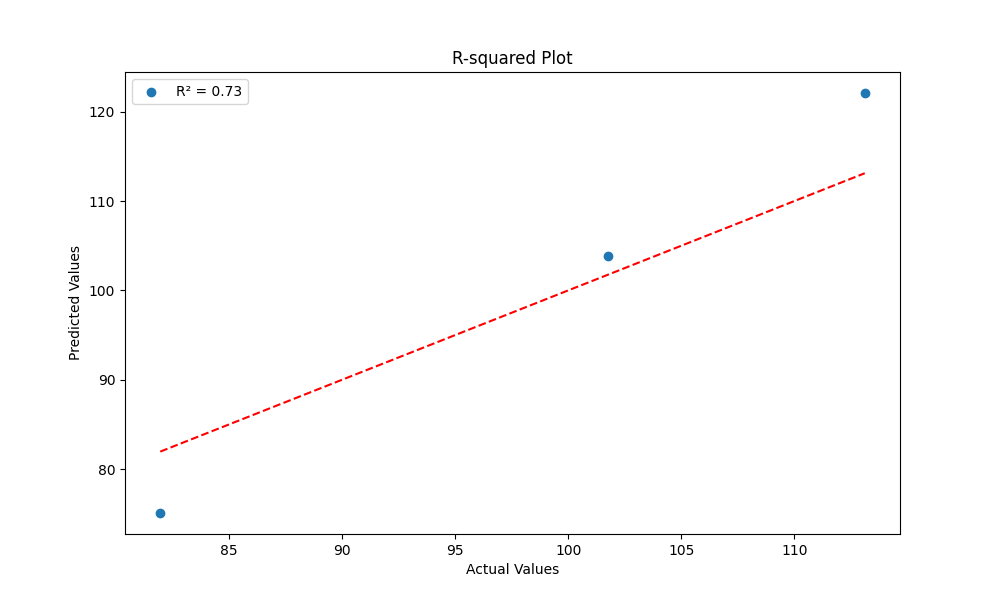 R-squared Plot
R² = 0.73
120
110
100
90
80
Predicted Values
85 90 95 100 105 110
Actual Values